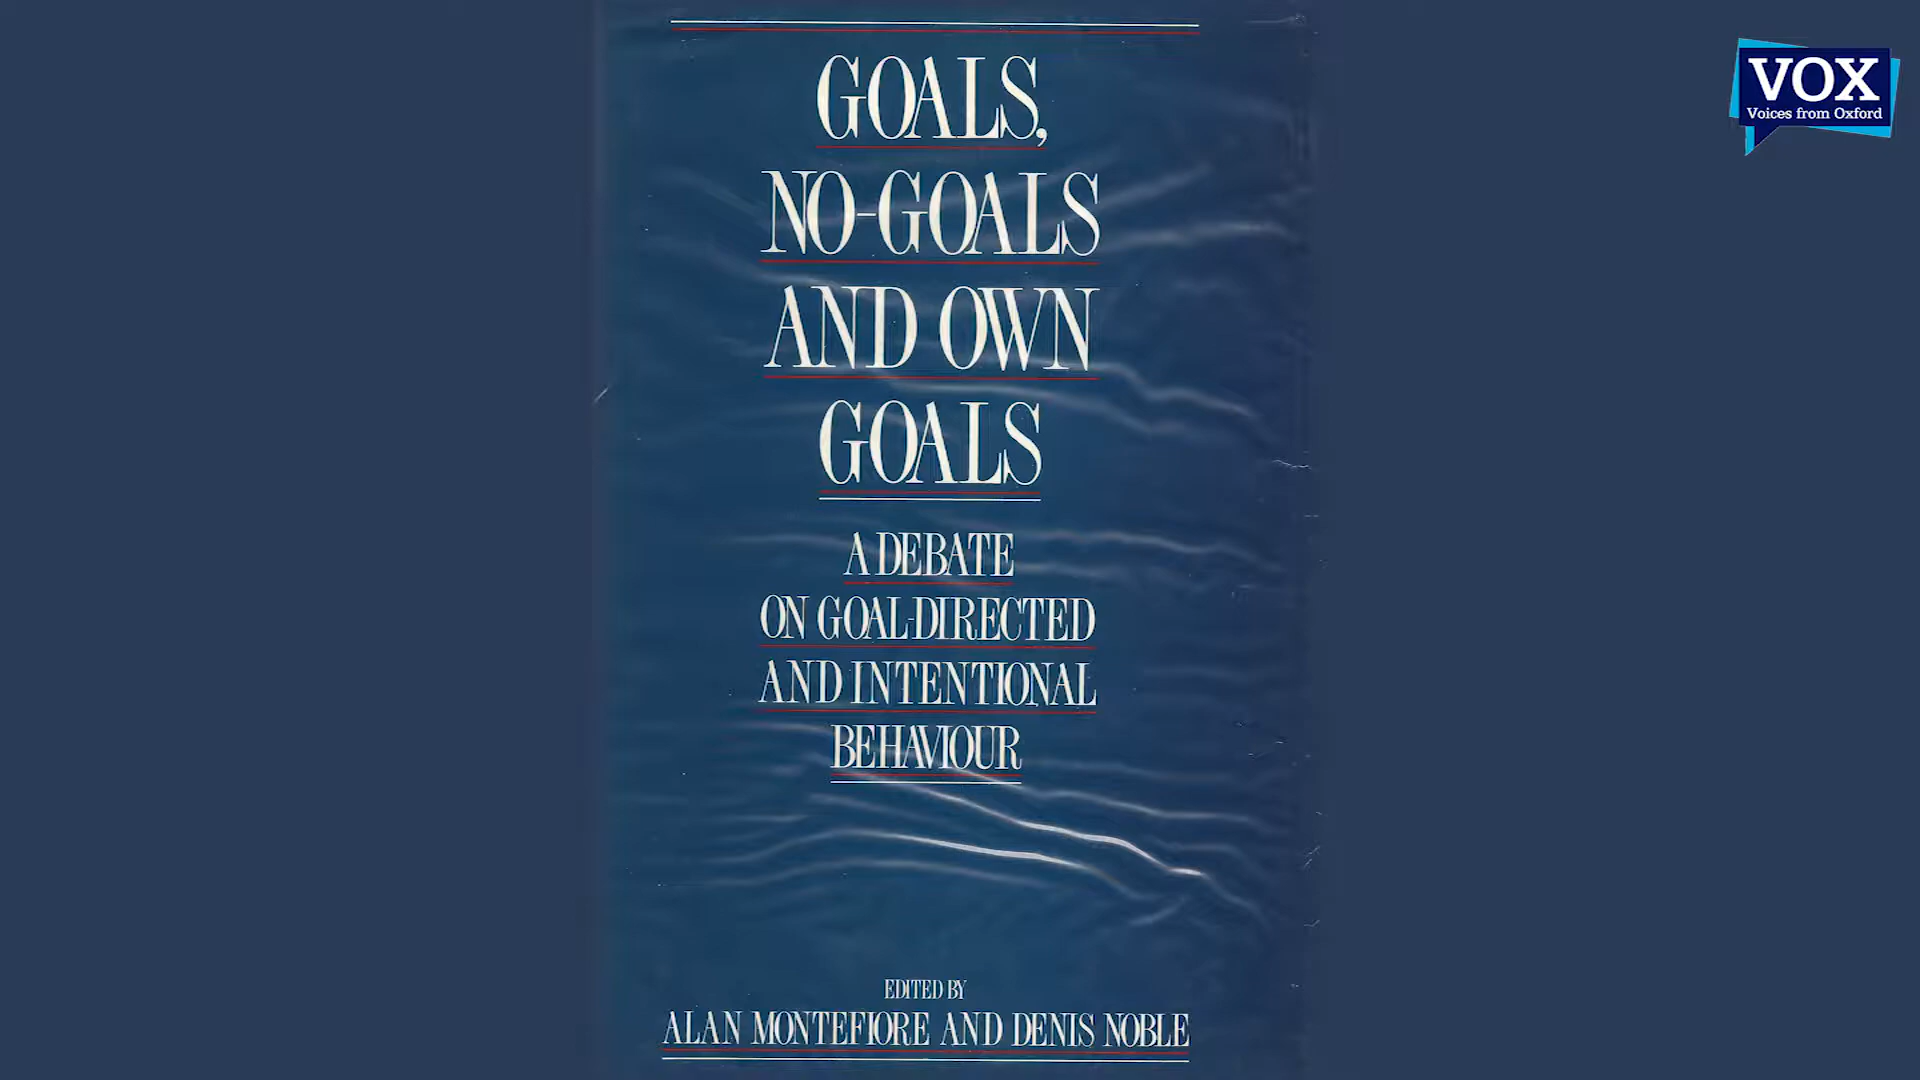 GOALS,
NO-GOALS
AND OWN
GOALS
A DEBATE
ON GOAL-DIRECTED
AND INTENTIONAL
BEHAVIOUR
EDITED BY
ALAN MONTEFIORE AND DENIS NOBLE
VOX
Voices from Oxford